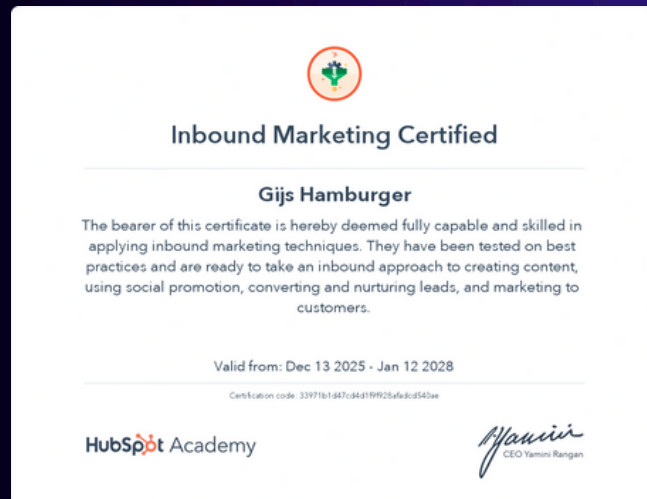 Inbound Marketing Certified
Gijs Hamburger
The bearer of this certificate is hereby deemed fully capable and skilled in
applying inbound marketing techniques. They have been tested on best
practices and are ready to take an inbound approach to creating content,
using social promotion, converting and nurturing leads, and marketing to
customers.
Valid from: Dec 13 2025 - Jan 12 2028
Certification code:
HubSpot Academy
CEO Yamini Rangan